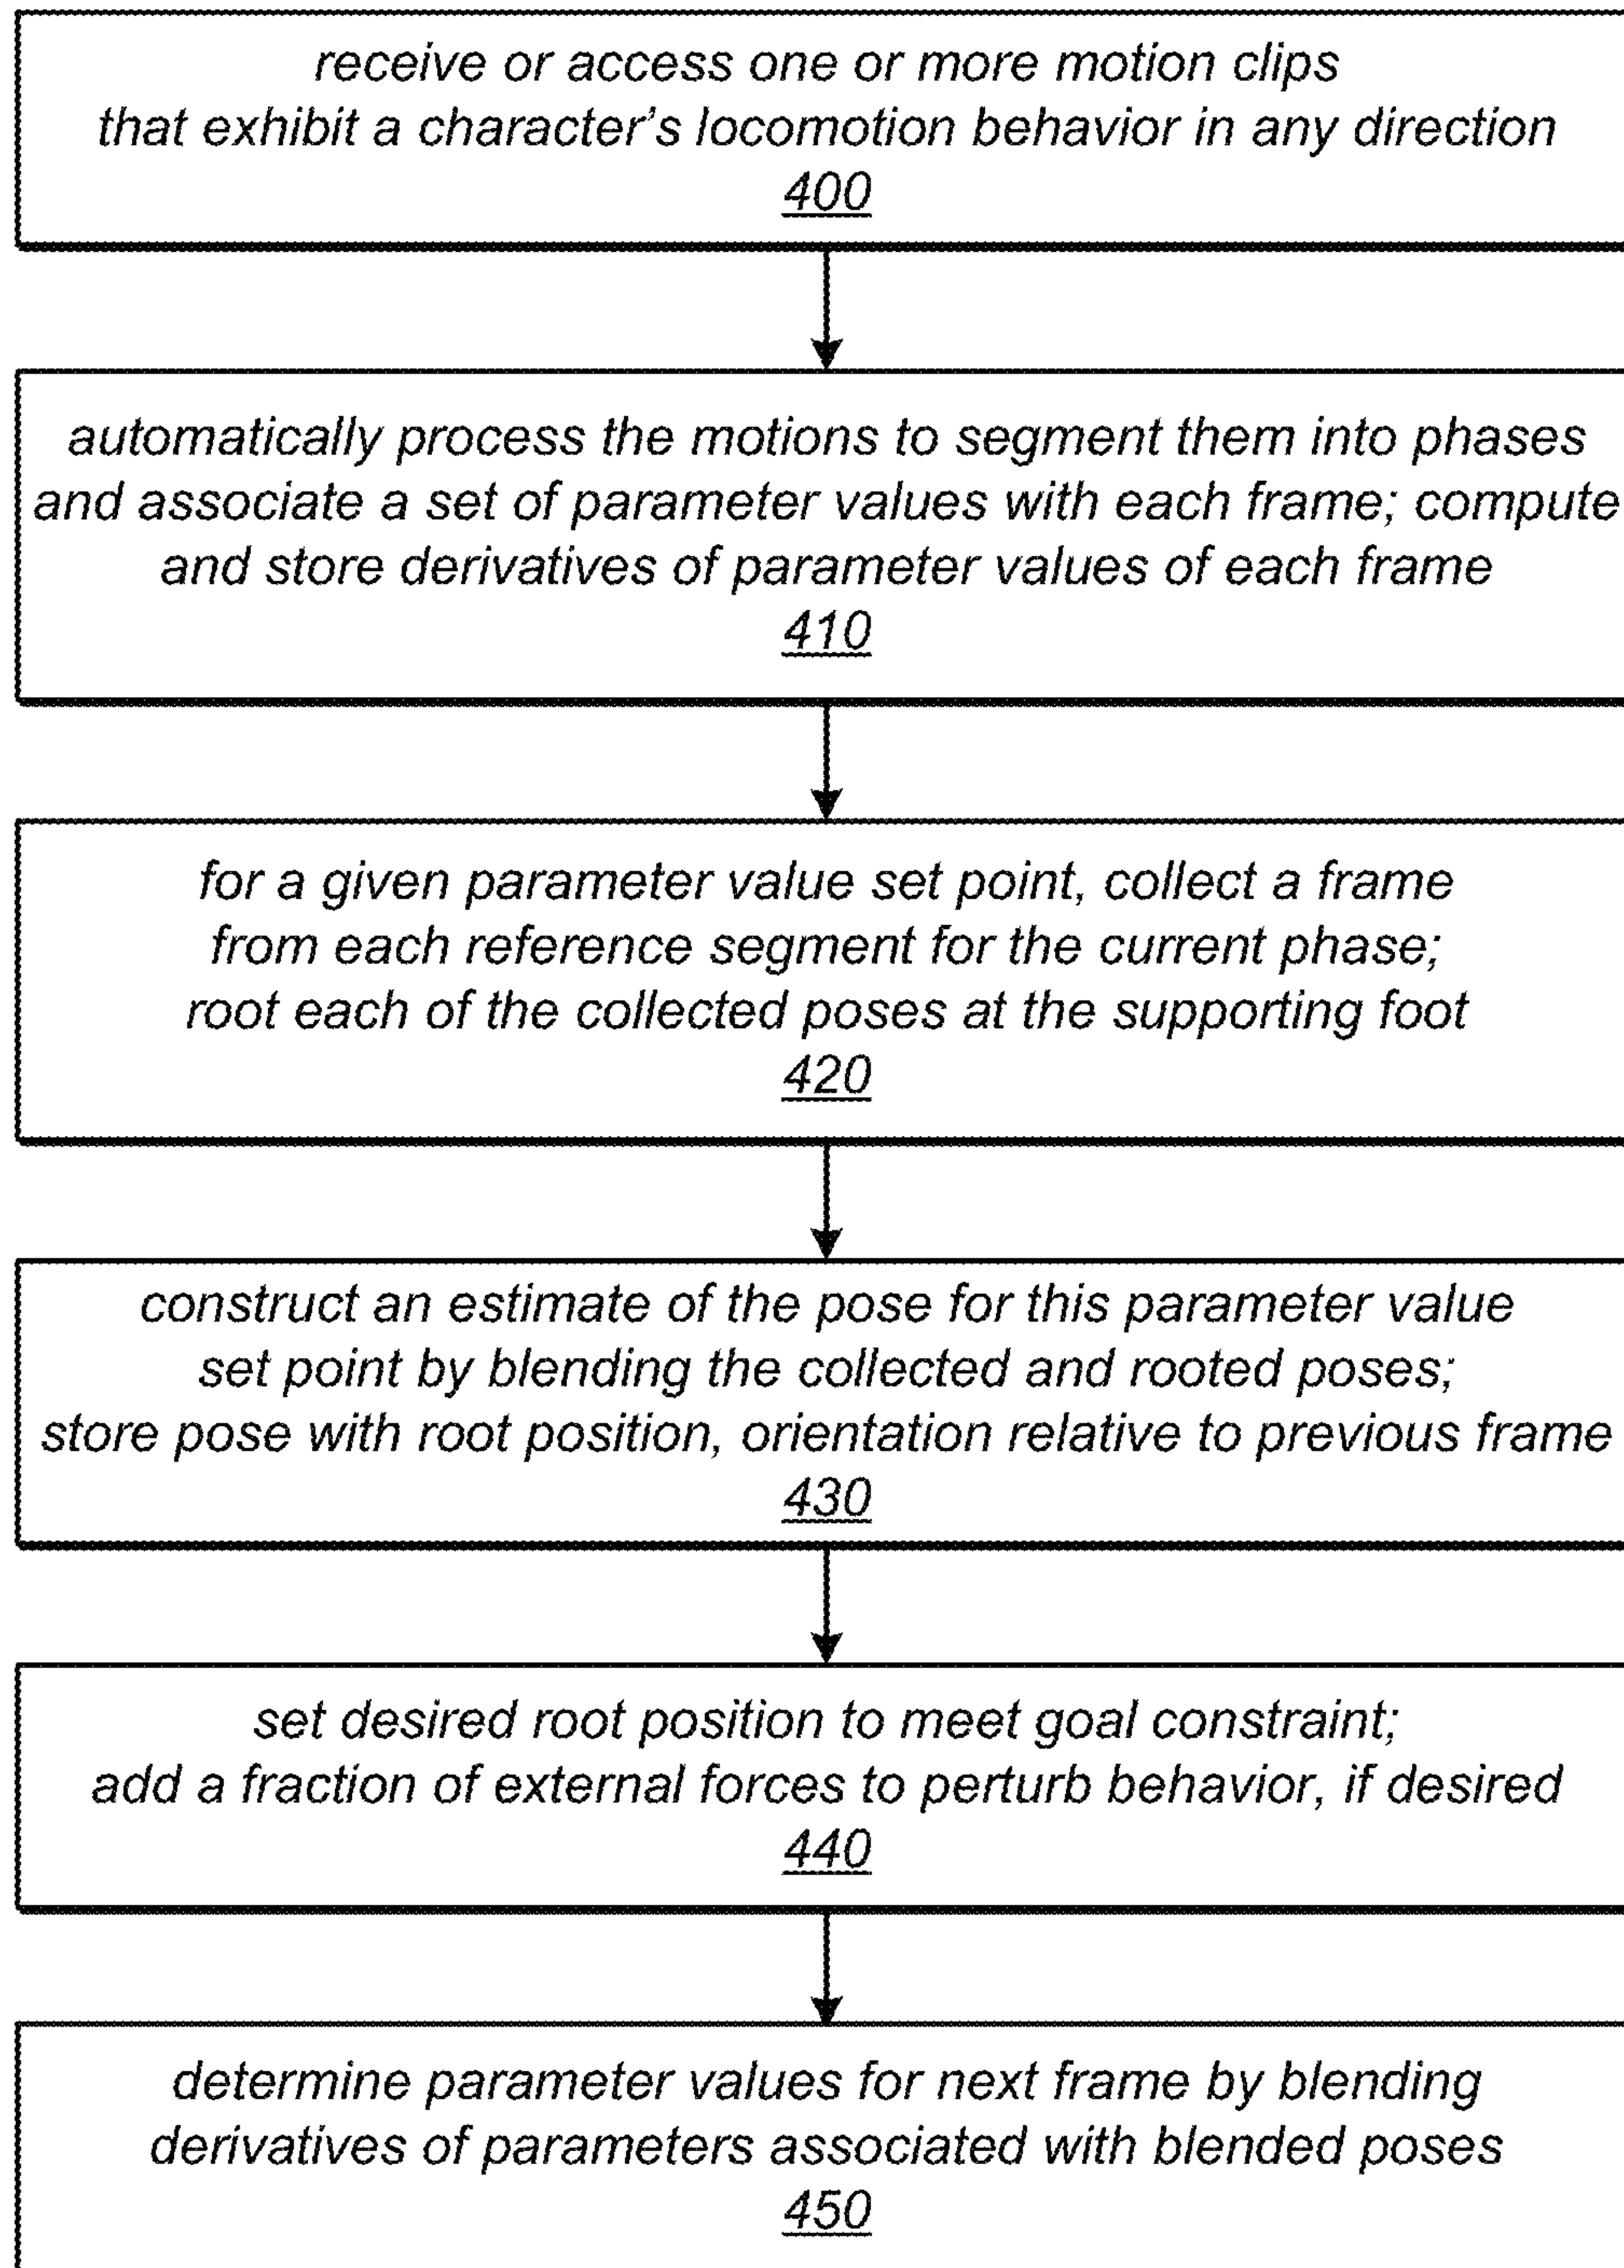 receive or access one or more motion clips
that exhibit a character's locomotion behavior in any direction
400
automatically process the motions to segment them into phases
and associate a set of parameter values with each frame; compute
and store derivatives of parameter values of each frame
410
for a given parameter value set point, collect a frame
from each reference segment for the current phase;
root each of the collected poses at the supporting foot
420
construct an estimate of the pose for this parameter value
set point by blending the collected and rooted poses;
store pose with root position, orientation relative to previous frame
430
set desired root position to meet goal constraint;
add a fraction of external forces to perturb behavior, if desired
440
determine parameter values for next frame by blending
derivatives of parameters associated with blended poses
450